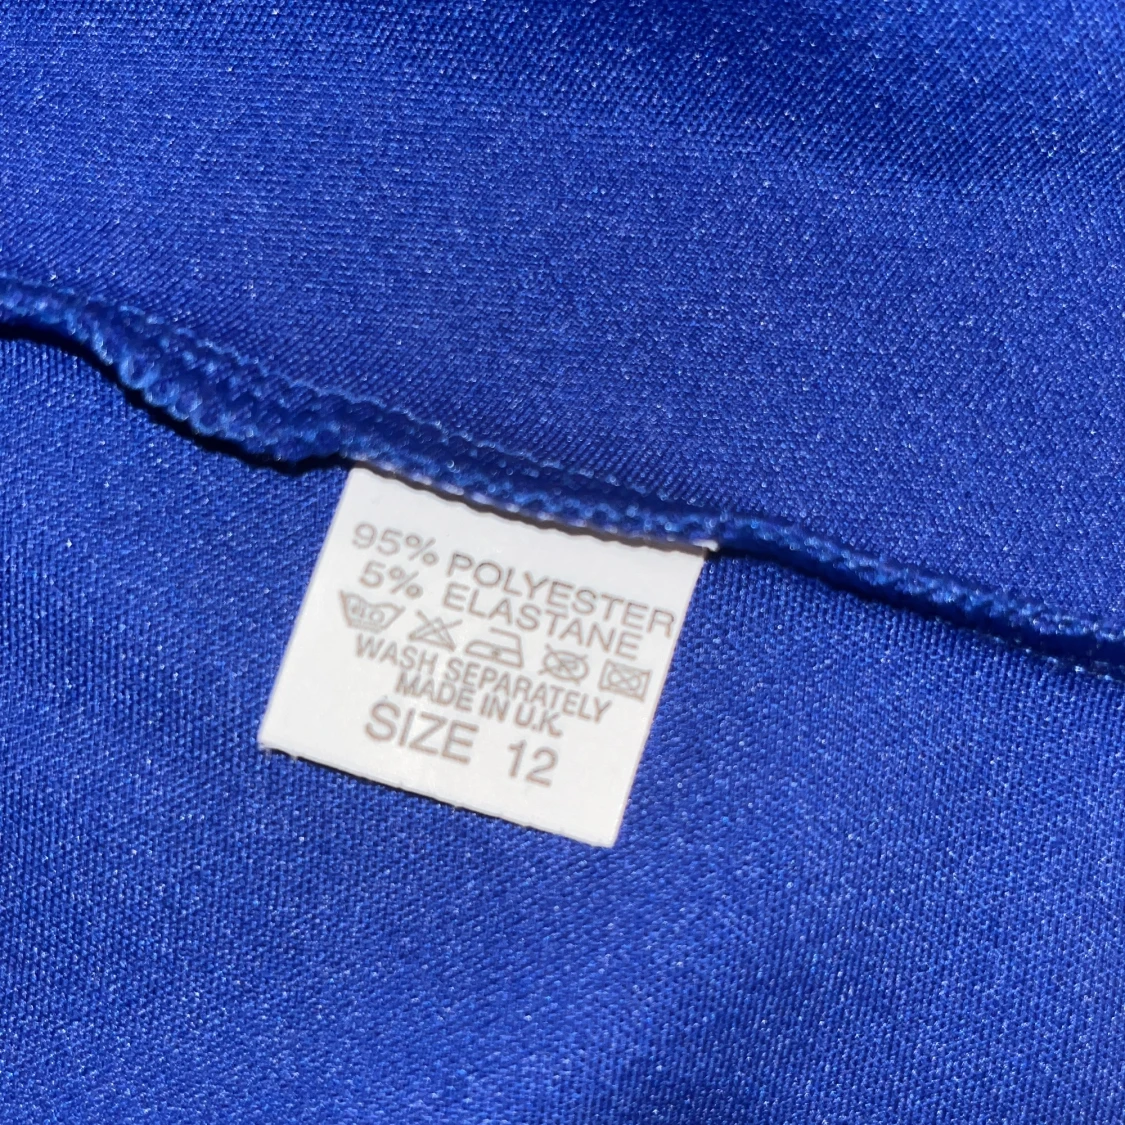 95% POLYESTER
5% ELASTANE
WASH SEPARATELY
MADE IN U.K.
SIZE 12